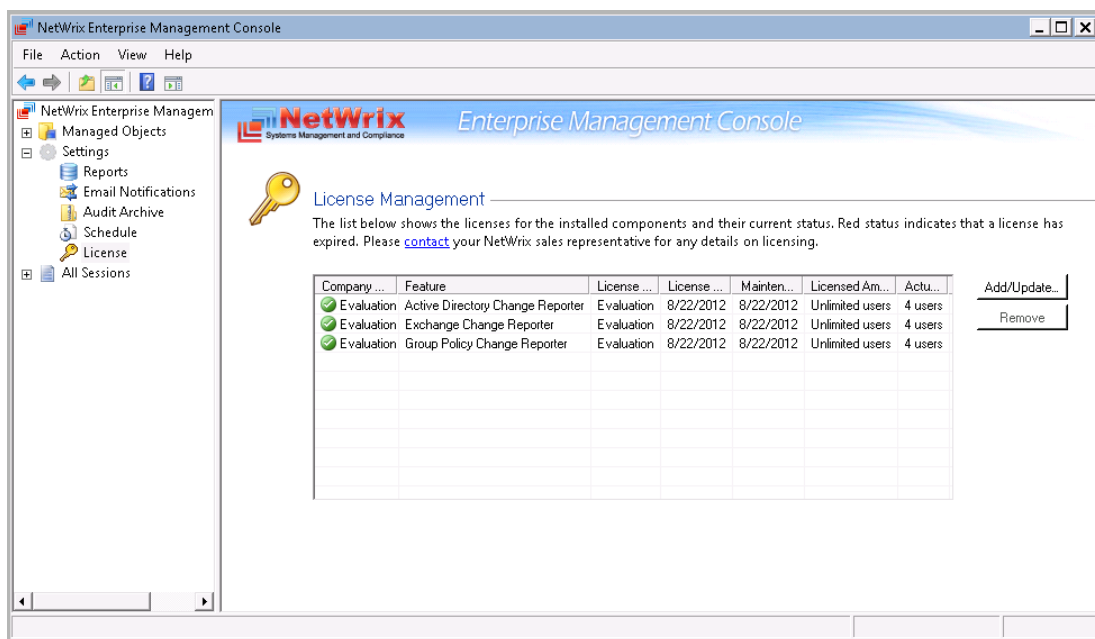 NetWrix Enterprise Management Console
File Action View Help
NetWrix Enterprise Managem
Managed Objects
Settings
Reports
Email Notifications
Audit Archive
Schedule
License
All Sessions
NetWrix
Systems Management and Compliance
Enterprise Management Console
License Management
The list below shows the licenses for the installed components and their current status. Red status indicates that a license has
expired. Please contact your NetWrix sales representative for any details on licensing.
Company ... Feature License ... License ... Mainten... Licensed Am... Actu...
Evaluation Active Directory Change Reporter Evaluation 8/22/2012 8/22/2012 Unlimited users 4 users
Evaluation Exchange Change Reporter Evaluation 8/22/2012 8/22/2012 Unlimited users 4 users
Evaluation Group Policy Change Reporter Evaluation 8/22/2012 8/22/2012 Unlimited users 4 users
Add/Update...
Remove